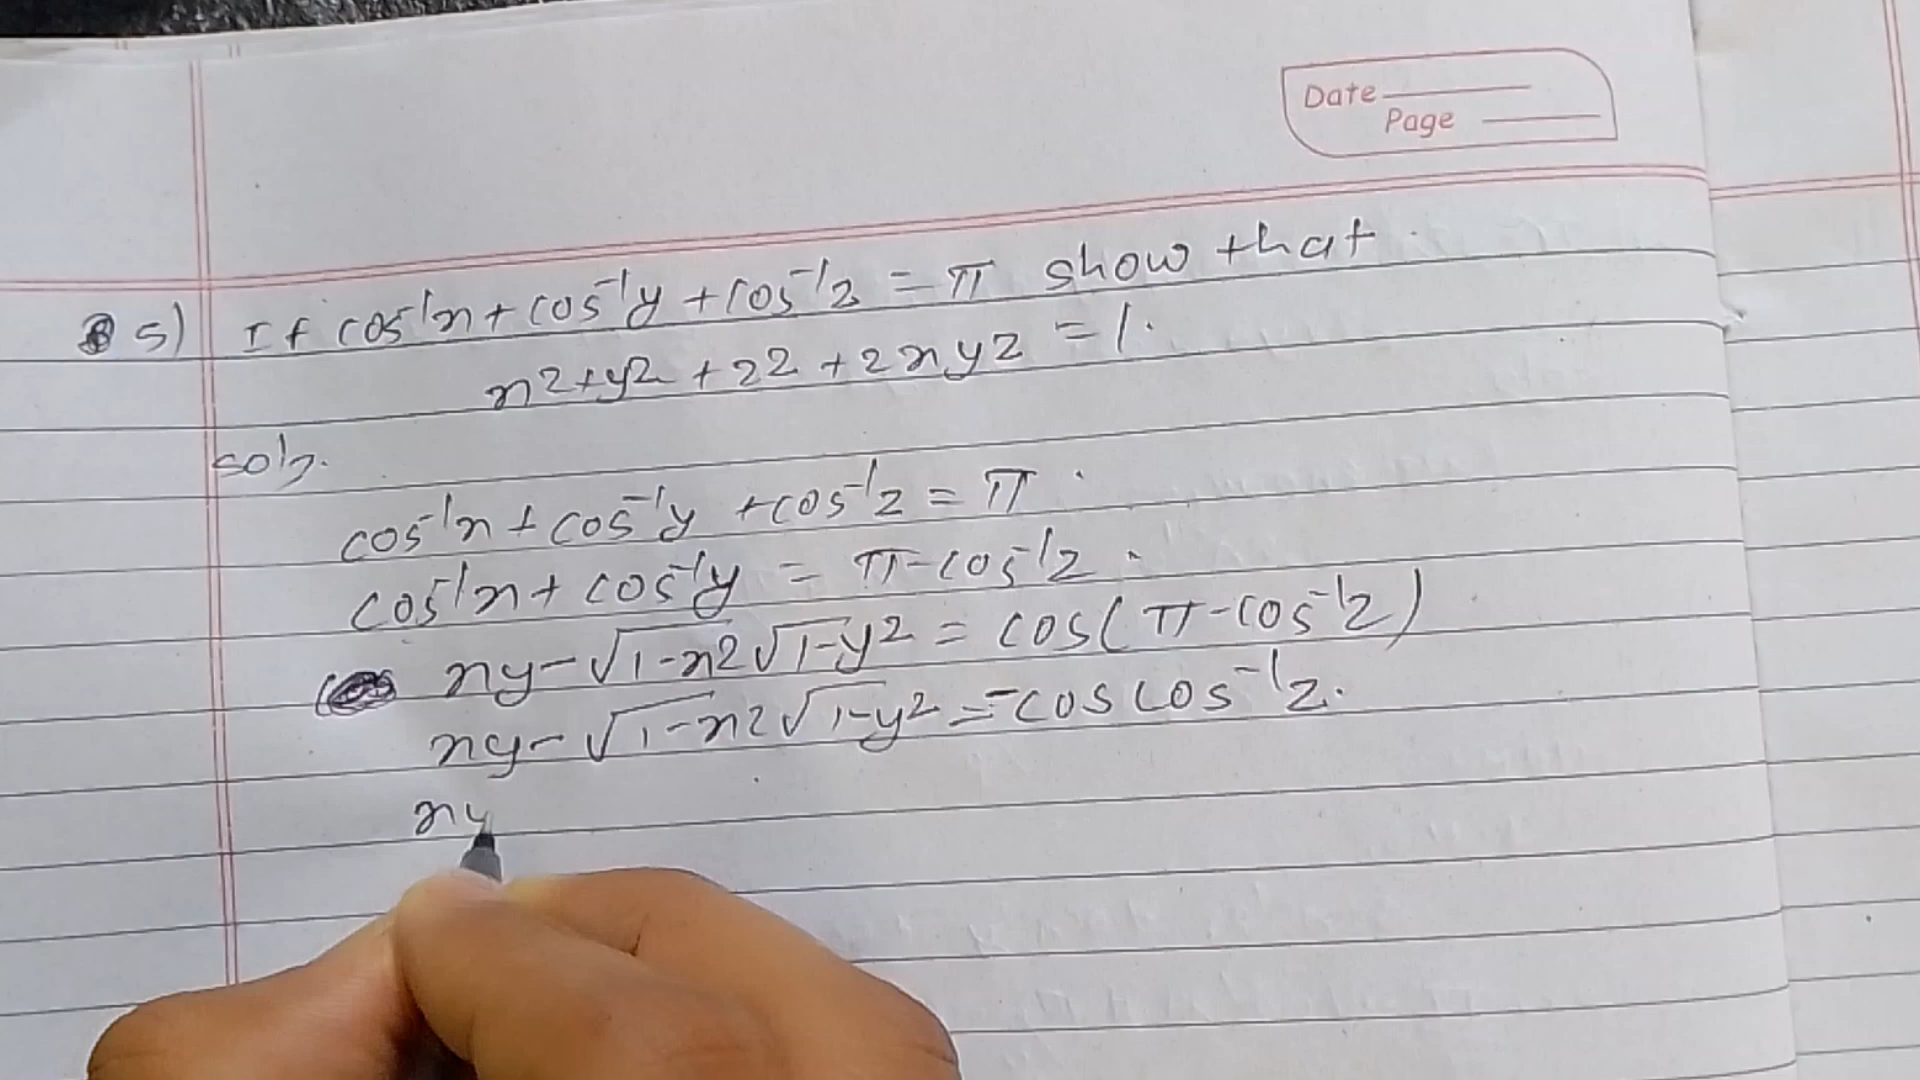 Date
Page
5) If cos⁻¹x + cos⁻¹y + cos⁻¹z = π show that
x² + y² + z² + 2xyz = 1.
soln.
cos⁻¹x + cos⁻¹y + cos⁻¹z = π.
cos⁻¹x + cos⁻¹y = π - cos⁻¹z.
xy - √1-x² √1-y² = cos(π - cos⁻¹z)
xy - √1-x² √1-y² = -cos cos⁻¹z.
xy